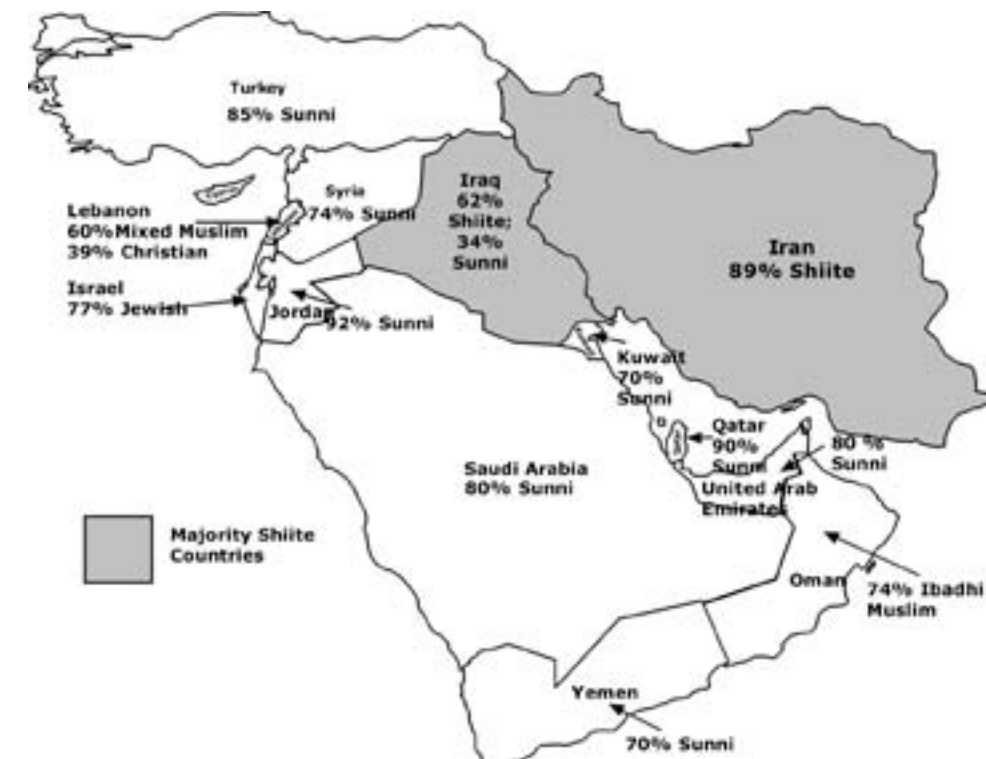 Turkey
85% Sunni
Syria
74% Sunni
Lebanon
60%Mixed Muslim
39% Christian
Israel
77% Jewish
Jordan
92% Sunni
Iraq
62%
Shiite;
34%
Sunni
Iran
89% Shiite
Kuwait
70%
Sunni
Qatar
90%
Sunni
80 %
Sunni
United Arab
Emirates
Saudi Arabia
80% Sunni
Majority Shiite
Countries
Oman
74% Ibadhi
Muslim
Yemen
70% Sunni